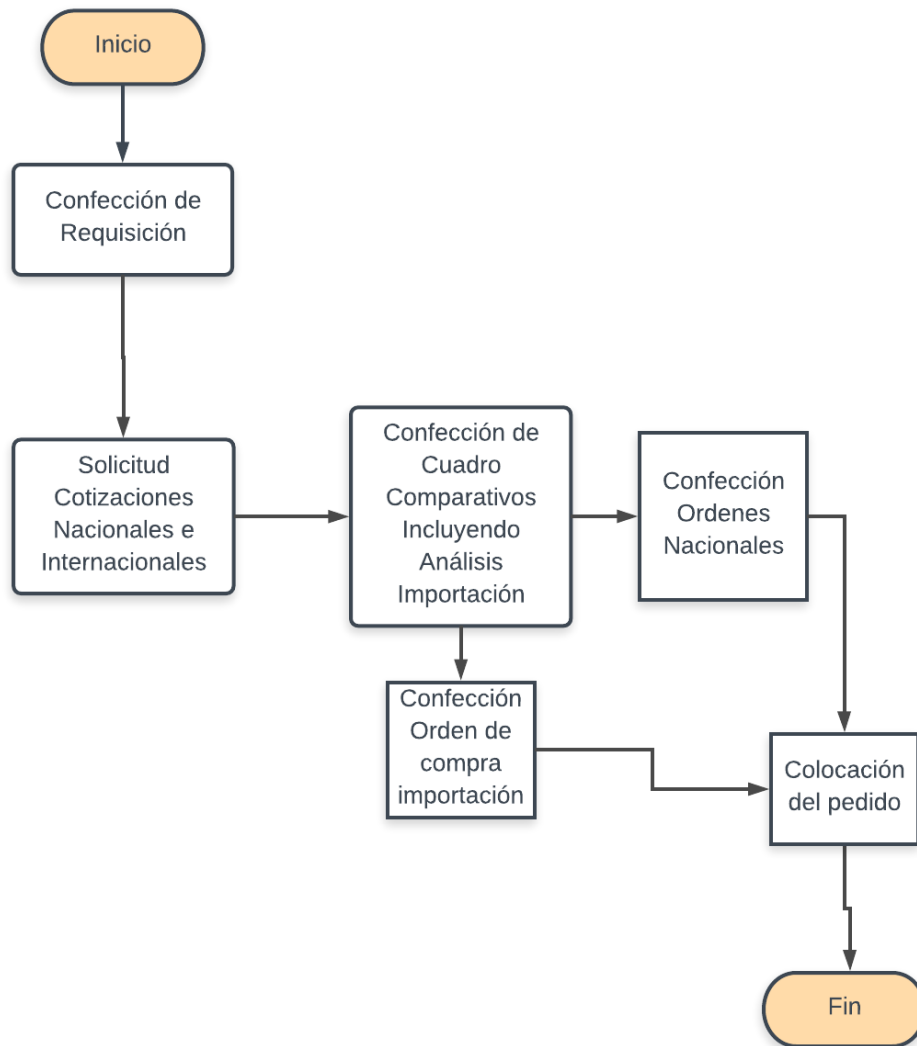 Inicio
Confección de
Requisición
Solicitud
Cotizaciones
Nacionales e
Internacionales
Confección de
Cuadro
Comparativos
Incluyendo
Análisis
Importación
Confección
Ordenes
Nacionales
Confección
Orden de
compra
importación
Colocación
del pedido
Fin